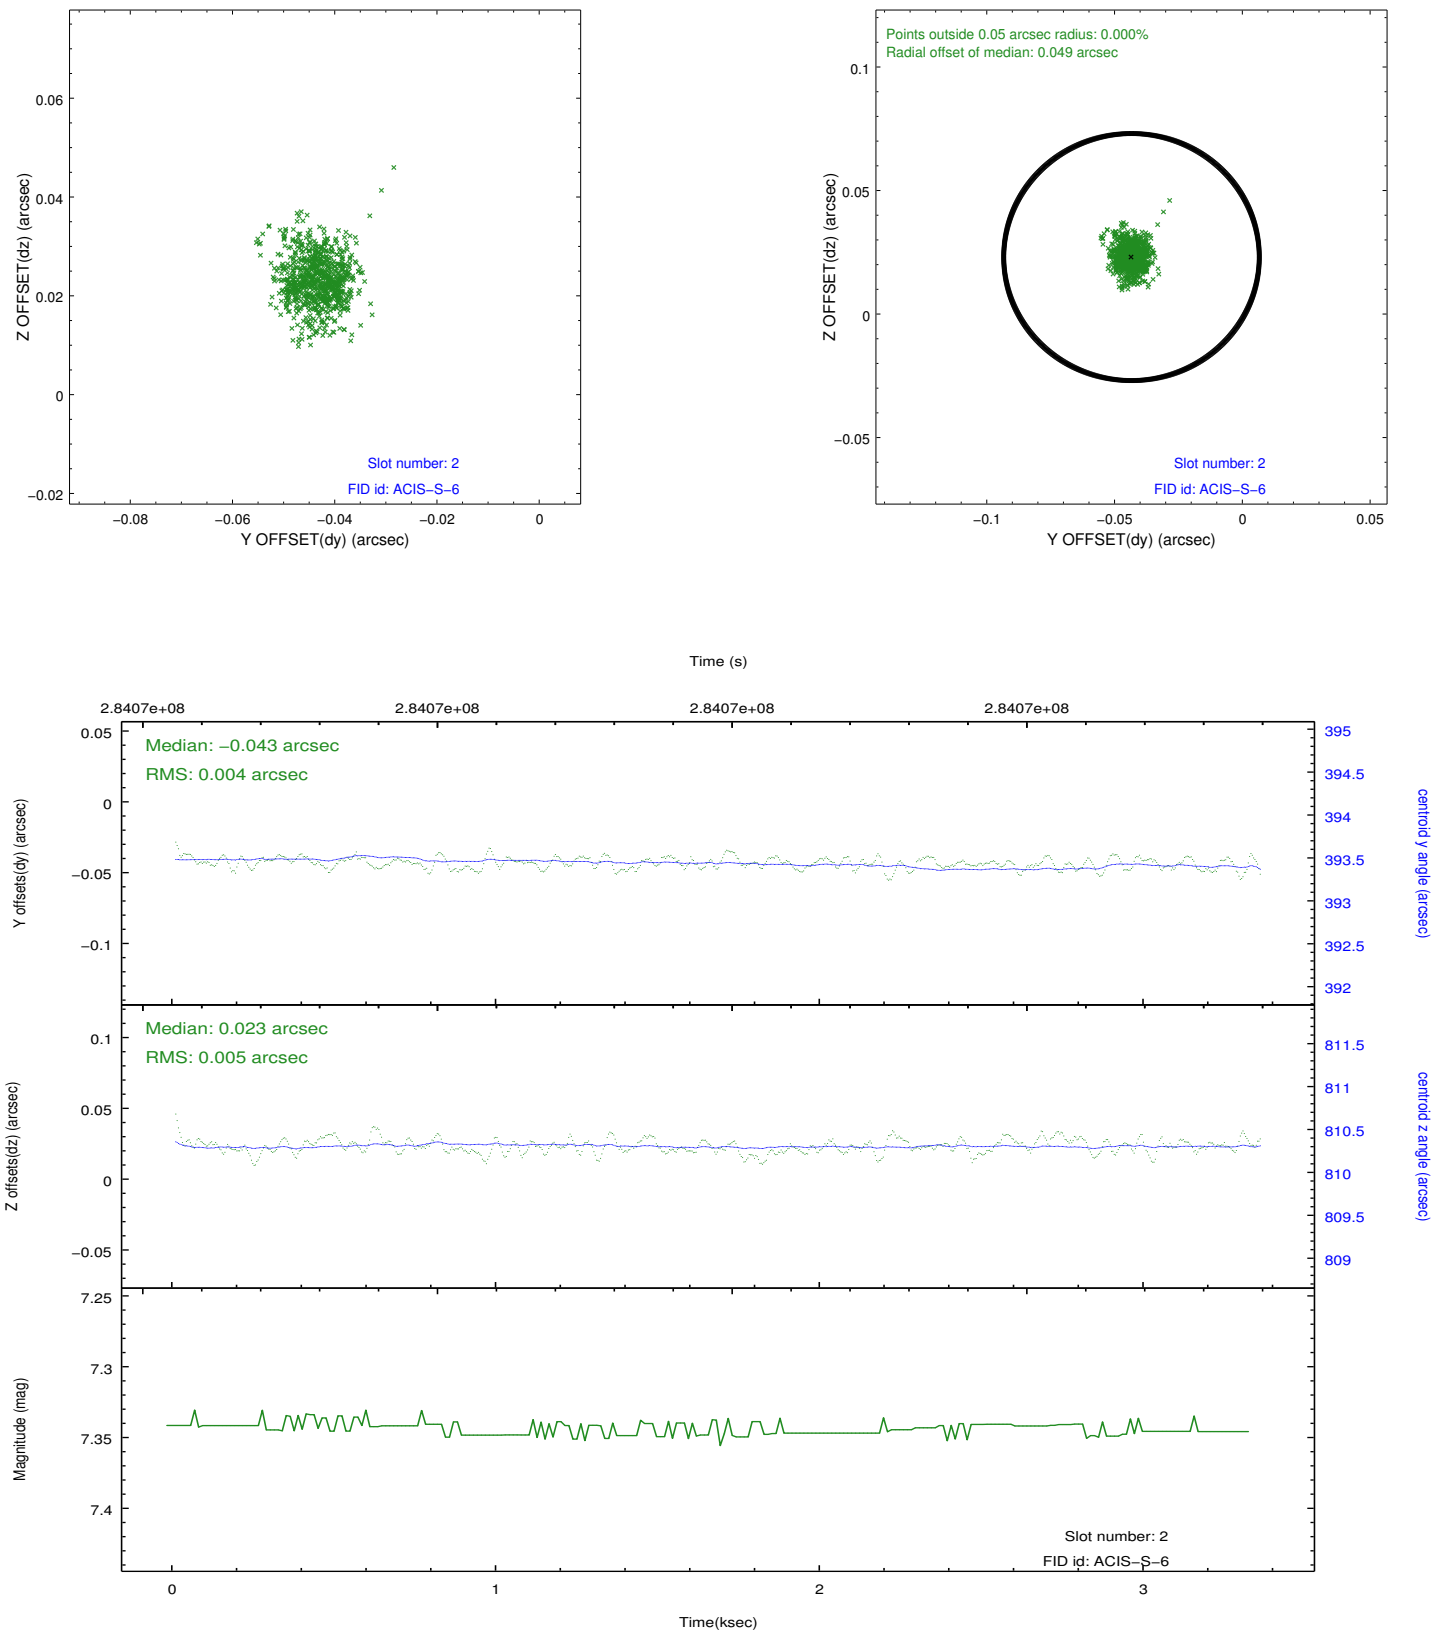 0.06
0.04
0.02
0
−0.02
−0.08
−0.06
−0.04
−0.02
0
Z OFFSET(dz) (arcsec)
Y OFFSET(dy) (arcsec)
Slot number: 2
FID id: ACIS−S−6
Points outside 0.05 arcsec radius: 0.000%
Radial offset of median: 0.049 arcsec
0.1
0.05
0
−0.05
−0.1
−0.05
0
0.05
Z OFFSET(dz) (arcsec)
Y OFFSET(dy) (arcsec)
Slot number: 2
FID id: ACIS−S−6
Time (s)
2.8407e+08
2.8407e+08
2.8407e+08
2.8407e+08
0.05
0
−0.05
−0.1
Y offsets(dy) (arcsec)
Median: −0.043 arcsec
RMS: 0.004 arcsec
395
394.5
394
393.5
393
392.5
392
centroid y angle (arcsec)
0.1
0.05
0
−0.05
Z offsets(dz) (arcsec)
Median: 0.023 arcsec
RMS: 0.005 arcsec
811.5
811
810.5
810
809.5
809
centroid z angle (arcsec)
7.25
7.3
7.35
7.4
Magnitude (mag)
Slot number: 2
FID id: ACIS−S−6
0
1
2
3
Time(ksec)